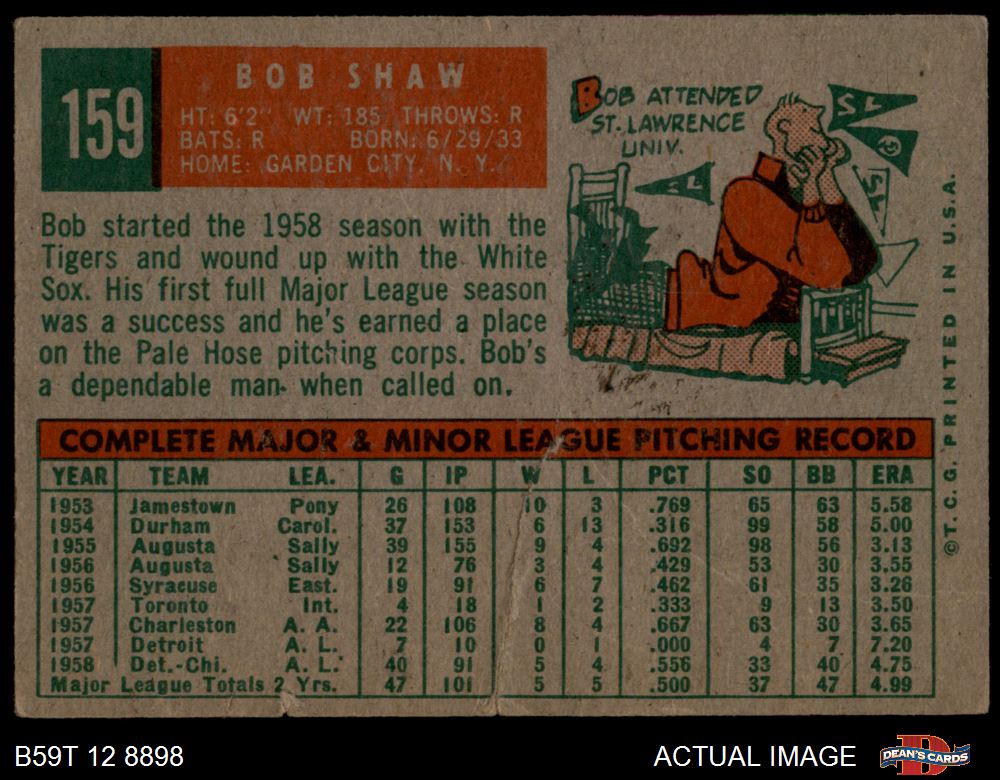 159
BOB SHAW
HT: 6'2" WT: 185 THROWS: R
BATS: R BORN: 6/29/33
HOME: GARDEN CITY, N. Y.
BOB ATTENDED
ST. LAWRENCE
UNIV.
SL
SL
SL
Bob started the 1958 season with the
Tigers and wound up with the White
Sox. His first full Major League season
was a success and he's earned a place
on the Pale Hose pitching corps. Bob's
a dependable man when called on.
COMPLETE MAJOR & MINOR LEAGUE PITCHING RECORD
YEAR TEAM LEA. G IP W L PCT SO BB ERA
1953 Jamestown Pony 26 108 10 3 .769 65 63 5.58
1954 Durham Carol. 37 153 6 13 .316 99 58 5.00
1955 Augusta Sally 39 155 9 4 .692 98 56 3.13
1956 Augusta Sally 12 76 3 4 .429 53 30 3.55
1956 Syracuse East. 19 91 6 7 .462 61 35 3.26
1957 Toronto Int. 4 18 1 2 .333 9 13 3.50
1957 Charleston A. A. 22 106 8 4 .667 63 30 3.65
1957 Detroit A. L. 7 10 0 1 .000 4 7 7.20
1958 Det.-Chi. A. L. 40 91 5 4 .556 33 40 4.75
Major League Totals 2 Yrs. 47 101 5 5 .500 37 47 4.99
©T. C. G. PRINTED IN U.S.A.
B59T 12 8898
ACTUAL IMAGE
DEAN'S CARDS